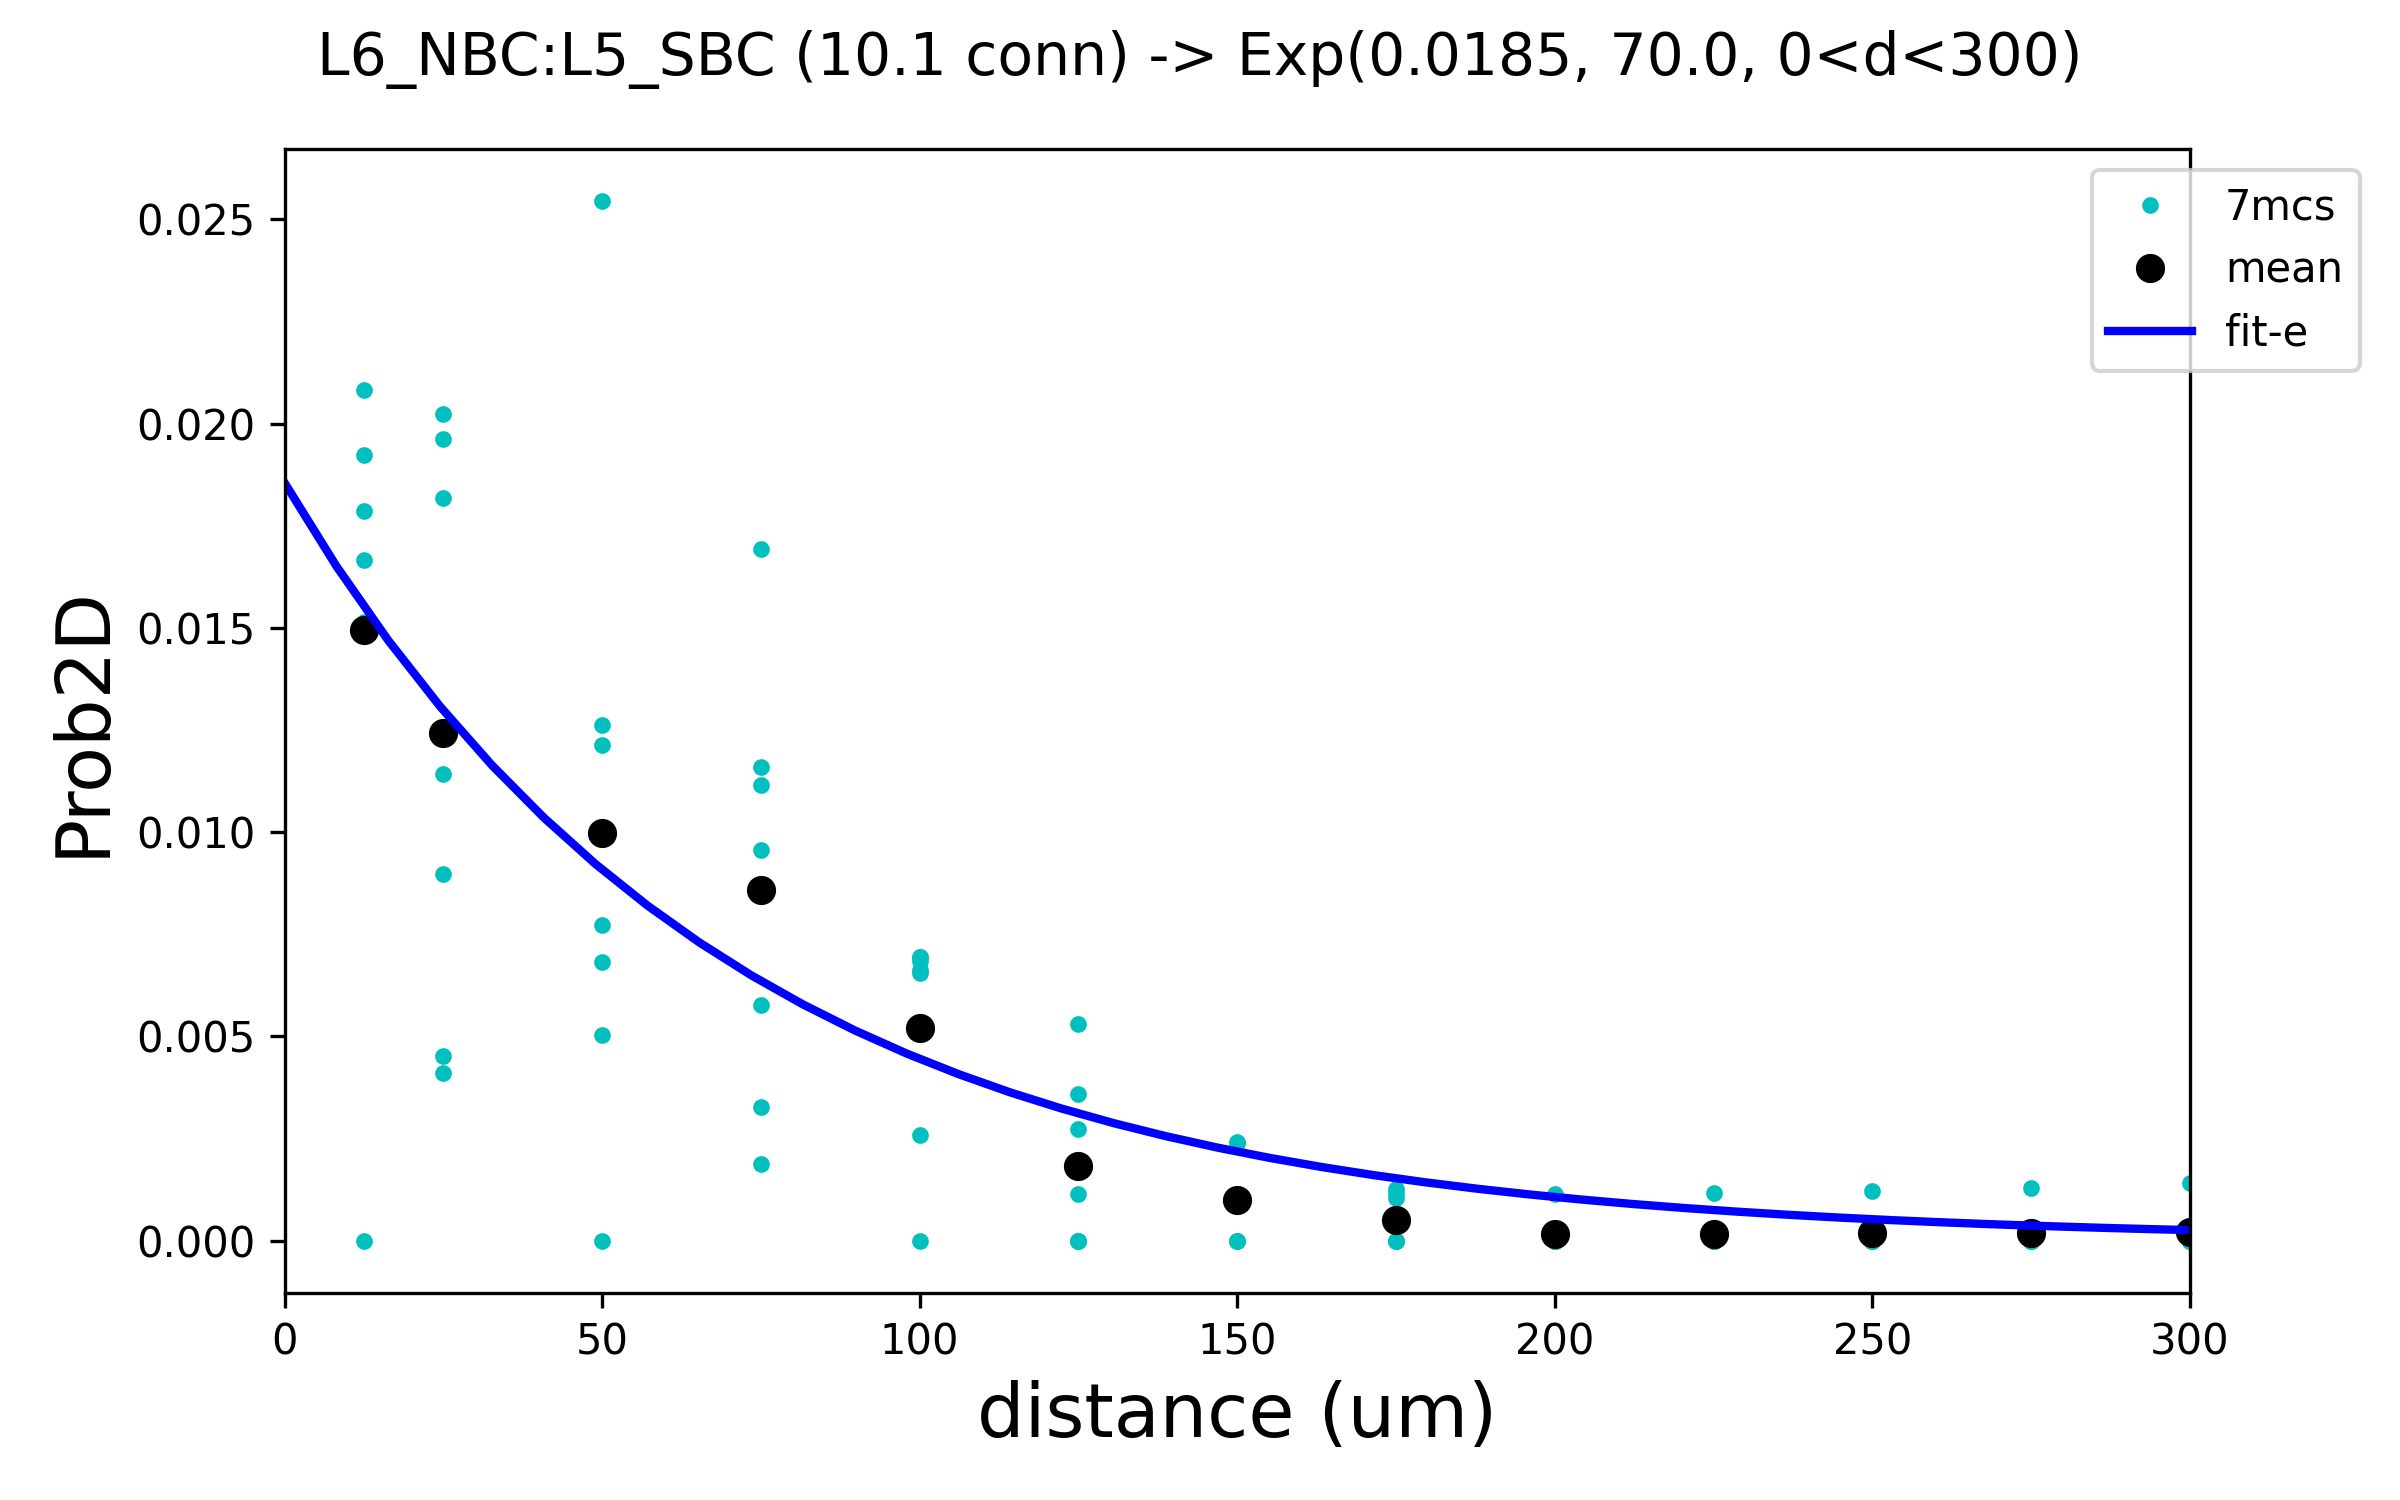 L6_NBC:L5_SBC (10.1 conn) -> Exp(0.0185, 70.0, 0<d<300)
7mcs
mean
fit-e
Prob2D
0.025
0.020
0.015
0.010
0.005
0.000
0 50 100 150 200 250 300
distance (um)